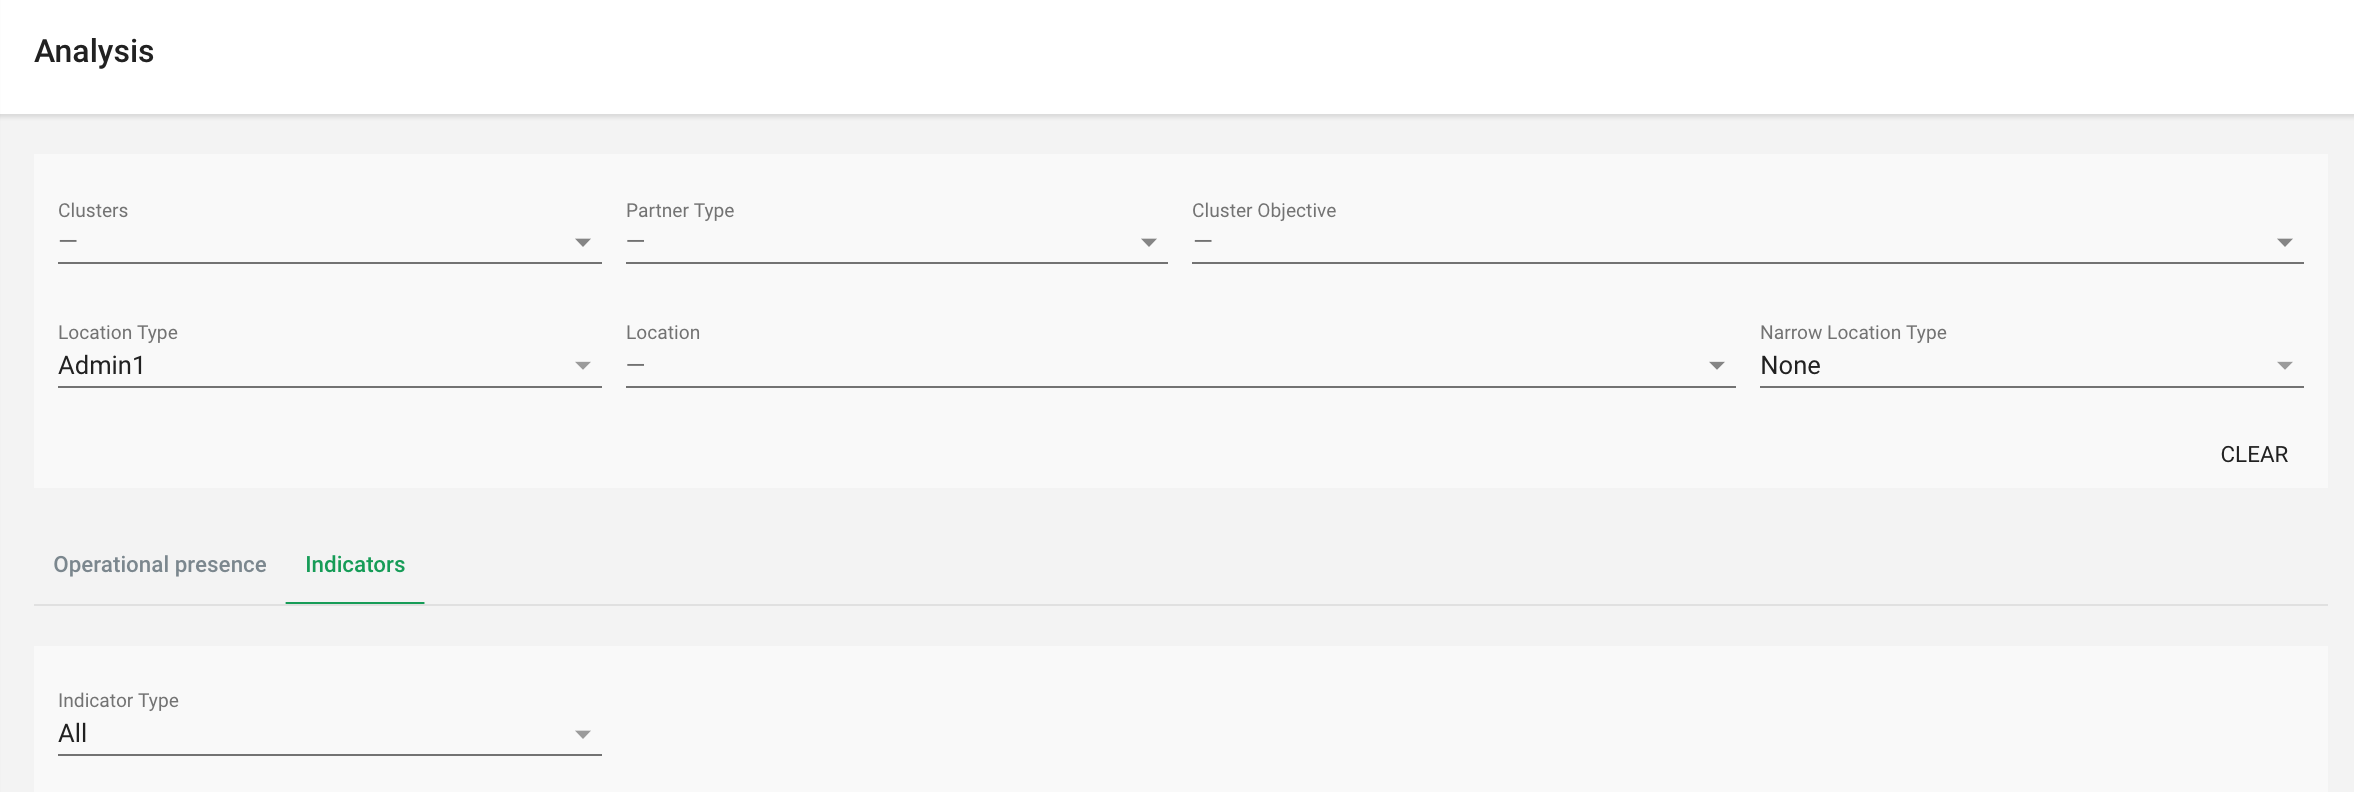 Analysis
Clusters
Partner Type
Cluster Objective
—
—
—
Location Type
Location
Narrow Location Type
Admin1
—
None
CLEAR
Operational presence
Indicators
Indicator Type
All